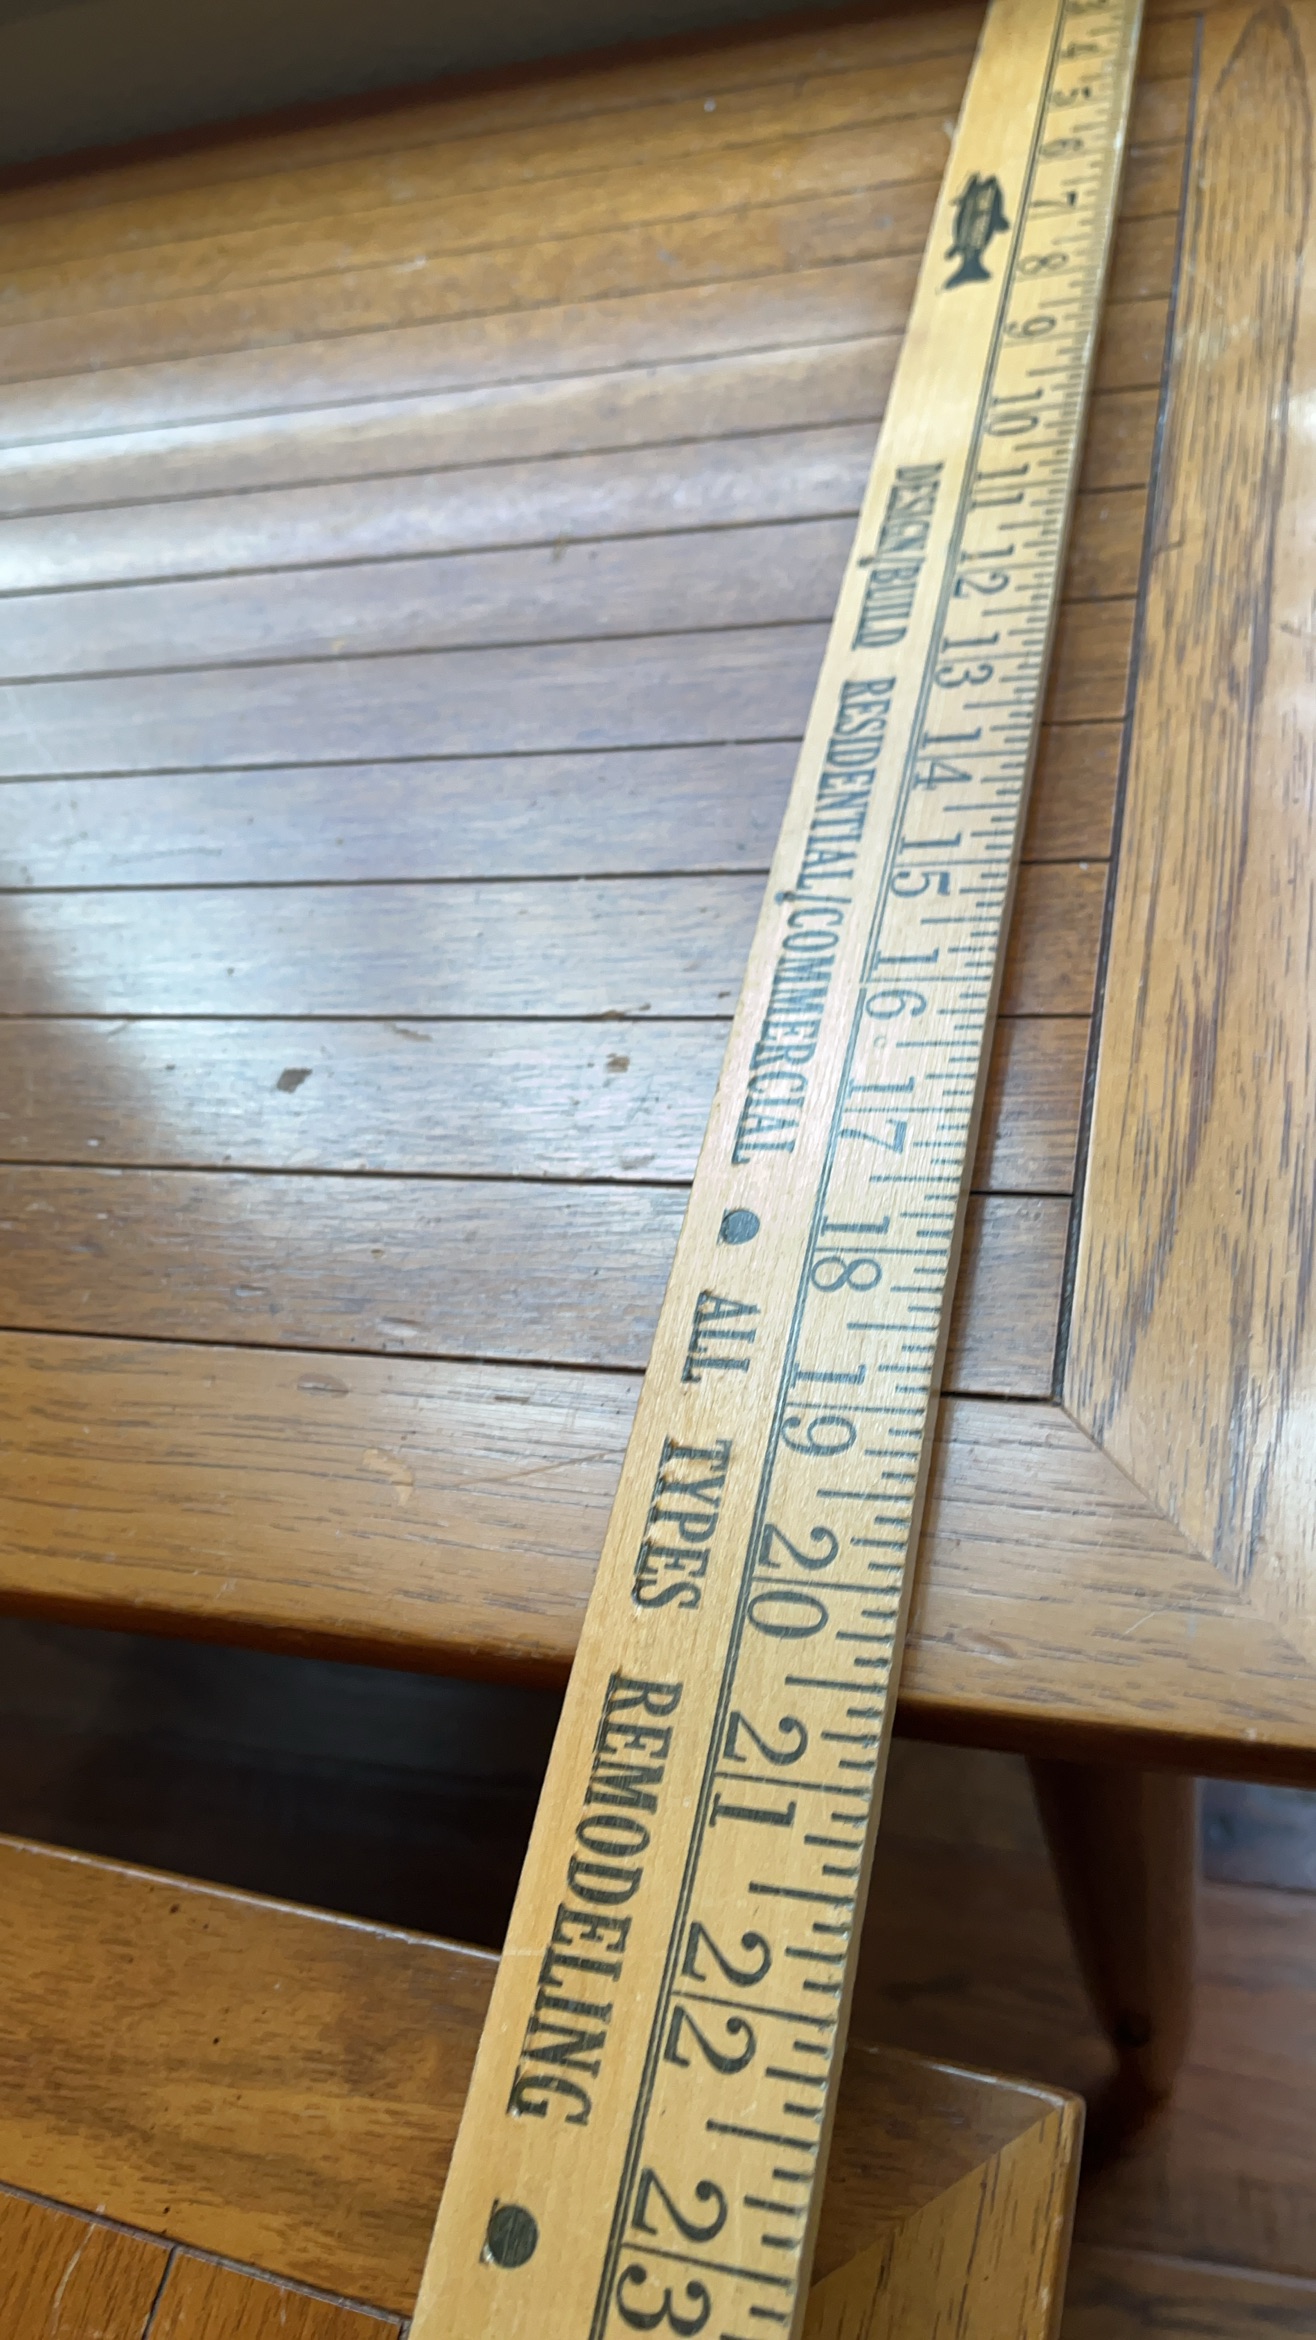 DESIGN/BUILD RESIDENTIAL/COMMERCIAL • ALL TYPES REMODELING •
3 4 5 6 7 8 9 10 11 12 13 14 15 16 17 18 19 20 21 22 23